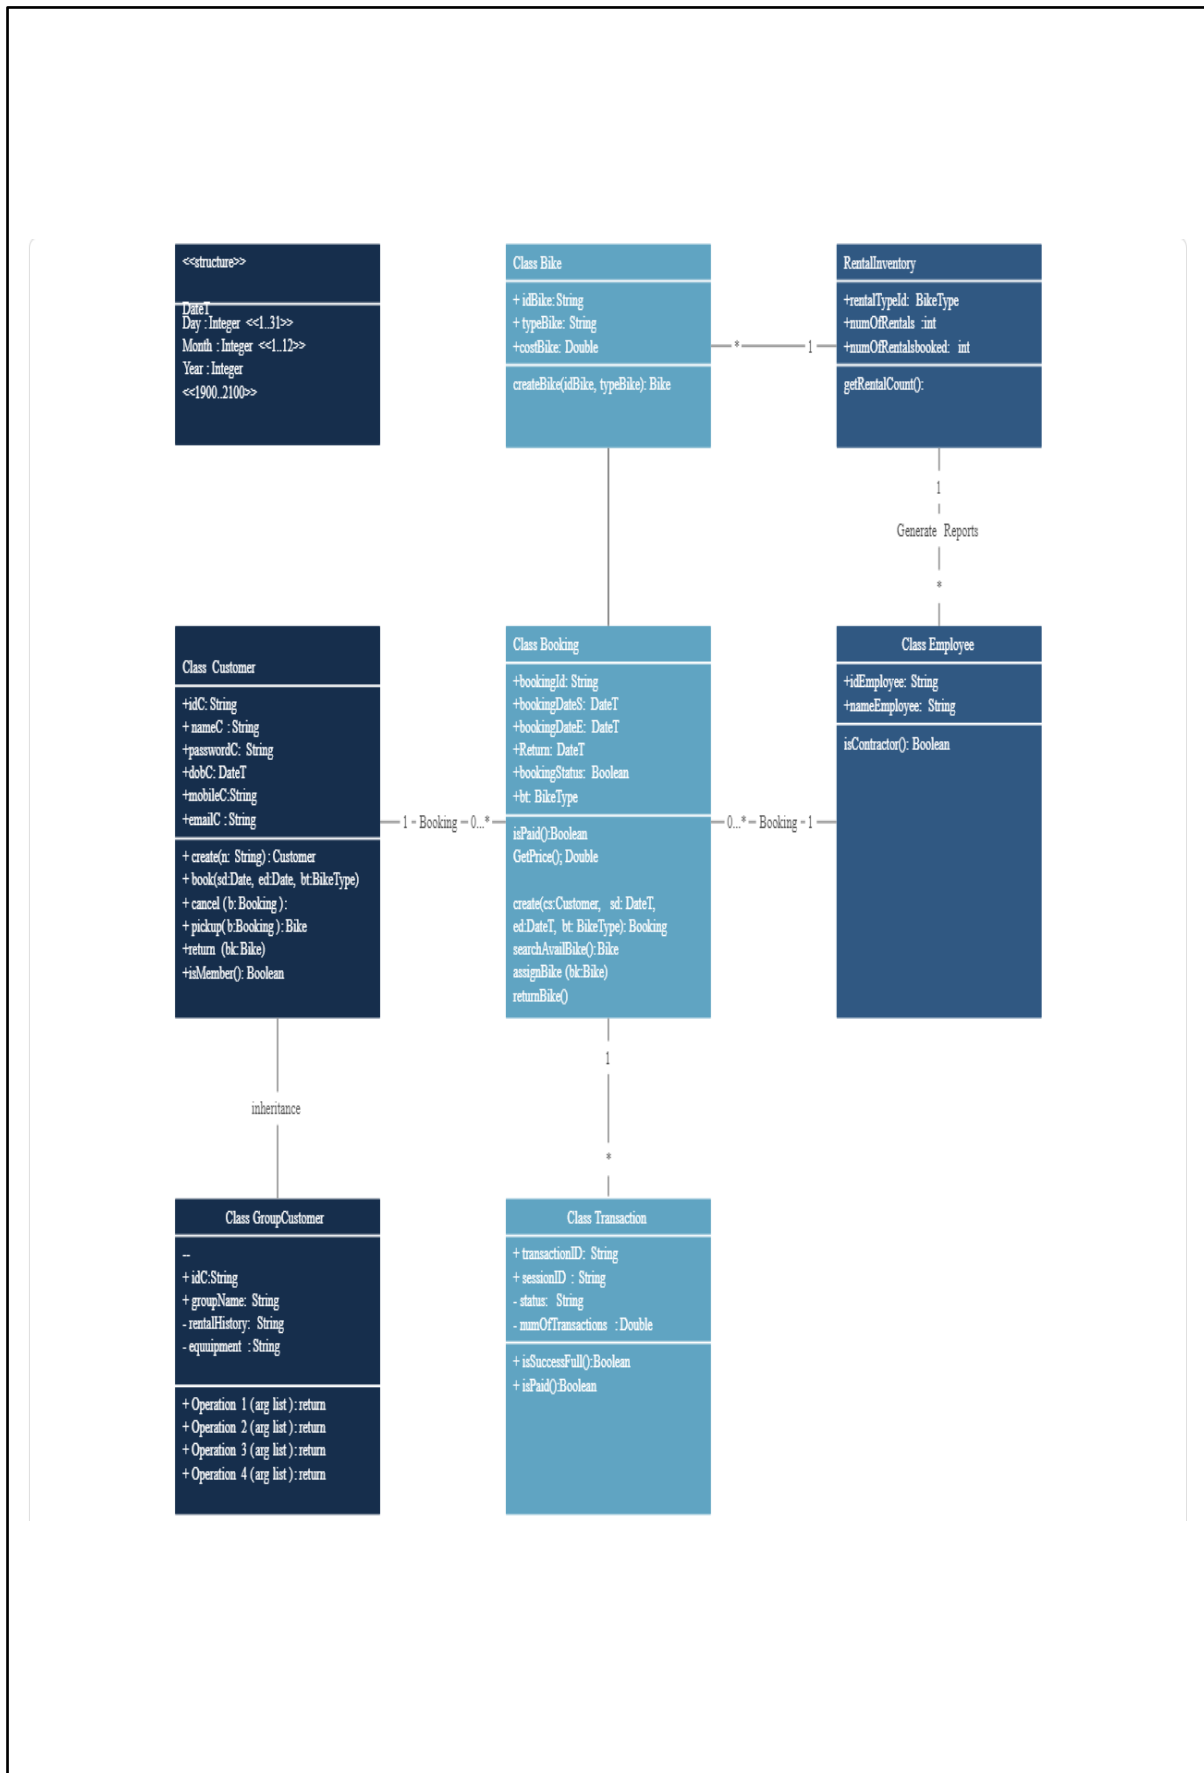 <<structure>>
DateT
Day : Integer <<1..31>>
Month : Integer <<1..12>>
Year : Integer
<<1900..2100>>
Class Bike
+ idBike: String
+ typeBike: String
+costBike: Double
createBike(idBike, typeBike): Bike
* 1
RentalInventory
+rentalTypeId: BikeType
+numOfRentals :int
+numOfRentalsbooked: int
getRentalCount():
1
Generate Reports
*
Class Customer
+idC: String
+ nameC : String
+passwordC: String
+dobC: DateT
+mobileC:String
+emailC : String
+ create(n: String) : Customer
+ book(sd:Date, ed:Date, bt:BikeType)
+ cancel ( b: Booking ) :
+ pickup( b:Booking ) : Bike
+return (bk: Bike)
+isMember(): Boolean
1 - Booking - 0...*
Class Booking
+bookingId: String
+bookingDateS: DateT
+bookingDateE: DateT
+Return: DateT
+bookingStatus: Boolean
+bt: BikeType
isPaid():Boolean
GetPrice(); Double
create(cs:Customer, sd: DateT,
ed:DateT, bt: BikeType): Booking
searchAvailBike(): Bike
assignBike (bk:Bike)
returnBike()
0...* - Booking - 1
Class Employee
+idEmployee: String
+nameEmployee: String
isContractor(): Boolean
inheritance
1
*
Class GroupCustomer
--
+ idC:String
+ groupName: String
- rentalHistory: String
- equuipment : String
+ Operation 1 ( arg list ) : return
+ Operation 2 ( arg list ) : return
+ Operation 3 ( arg list ) : return
+ Operation 4 ( arg list ) : return
Class Transaction
+ transactionID: String
+ sessionID : String
- status: String
- numOfTransactions : Double
+ isSuccessFull():Boolean
+ isPaid():Boolean